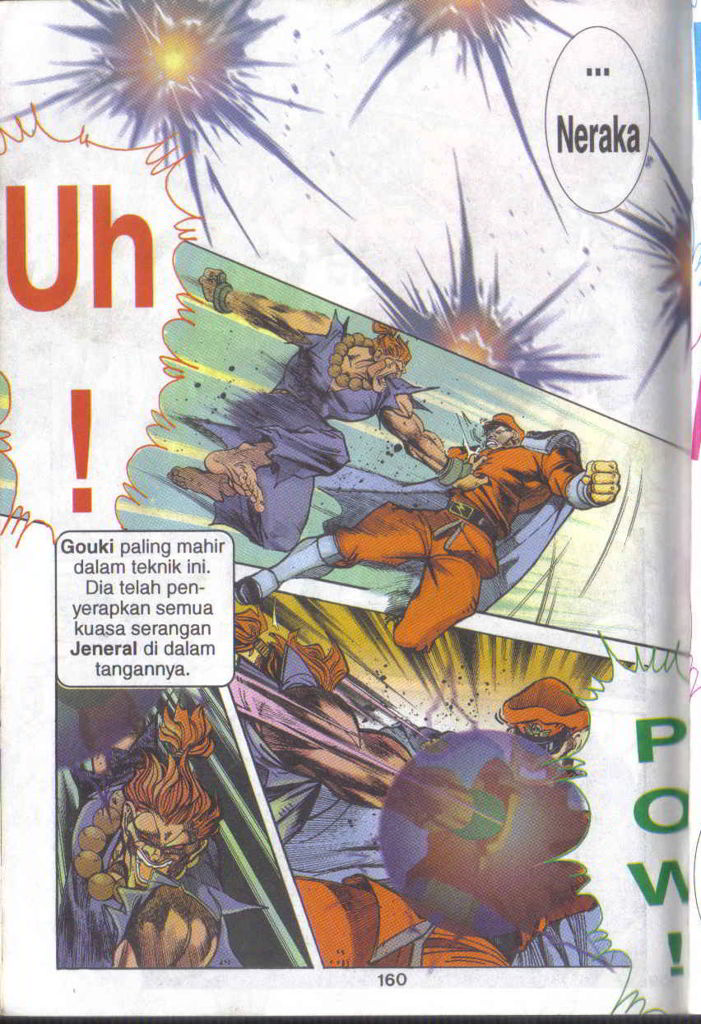 ...
Neraka
Uh
!
Gouki paling mahir
dalam teknik ini.
Dia telah pen-
yerapkan semua
kuasa serangan
Jeneral di dalam
tangannya.
P
O
W
!
160